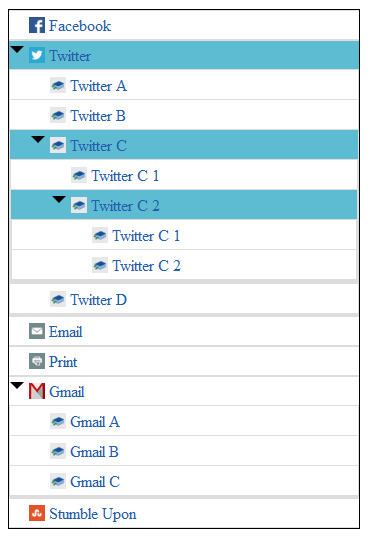 Facebook
Twitter
Twitter A
Twitter B
Twitter C
Twitter C 1
Twitter C 2
Twitter C 1
Twitter C 2
Twitter D
Email
Print
Gmail
Gmail A
Gmail B
Gmail C
Stumble Upon